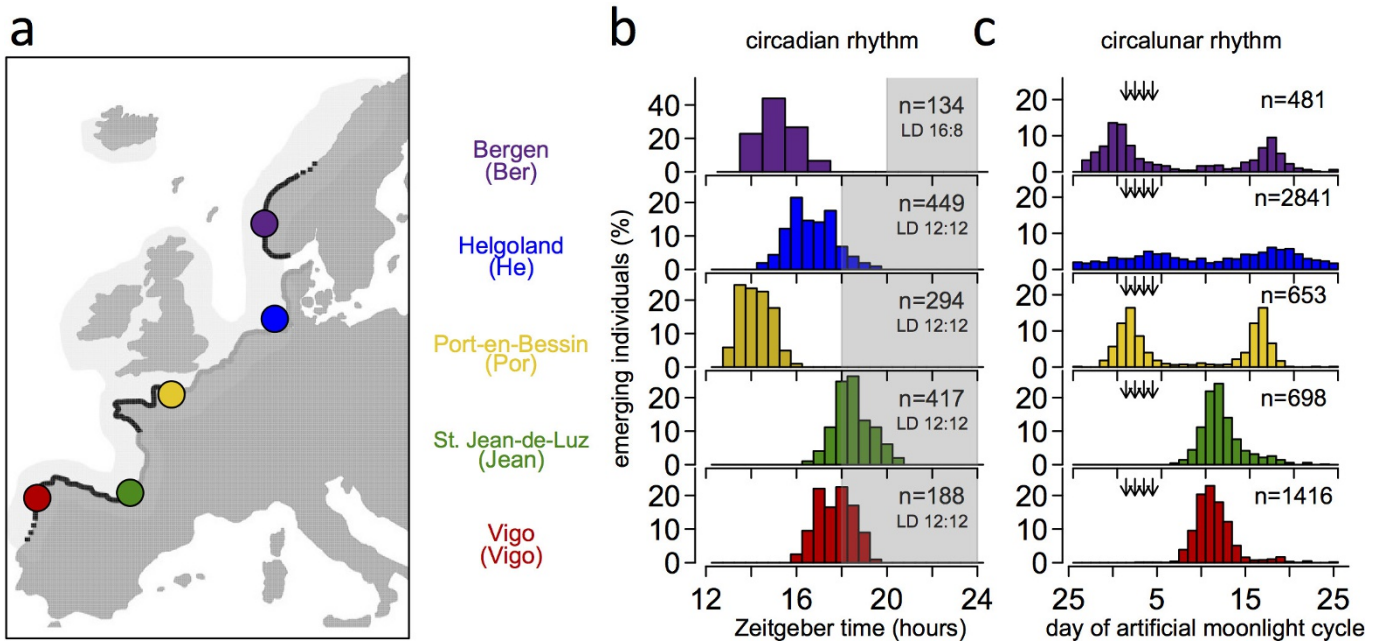 a
b
circadian rhythm
c
circalunar rhythm
Bergen
(Ber)
Helgoland
(He)
Port-en-Bessin
(Por)
St. Jean-de-Luz
(Jean)
Vigo
(Vigo)
emerging individuals (%)
40
20
0
n=134
LD 16:8
20
10
0
n=449
LD 12:12
20
10
0
n=294
LD 12:12
20
10
0
n=417
LD 12:12
20
10
0
n=188
LD 12:12
12 16 20 24
Zeitgeber time (hours)
20
10
0
n=481
20
10
0
n=2841
20
10
0
n=653
20
10
0
n=698
20
10
0
n=1416
25 5 15 25
day of artificial moonlight cycle